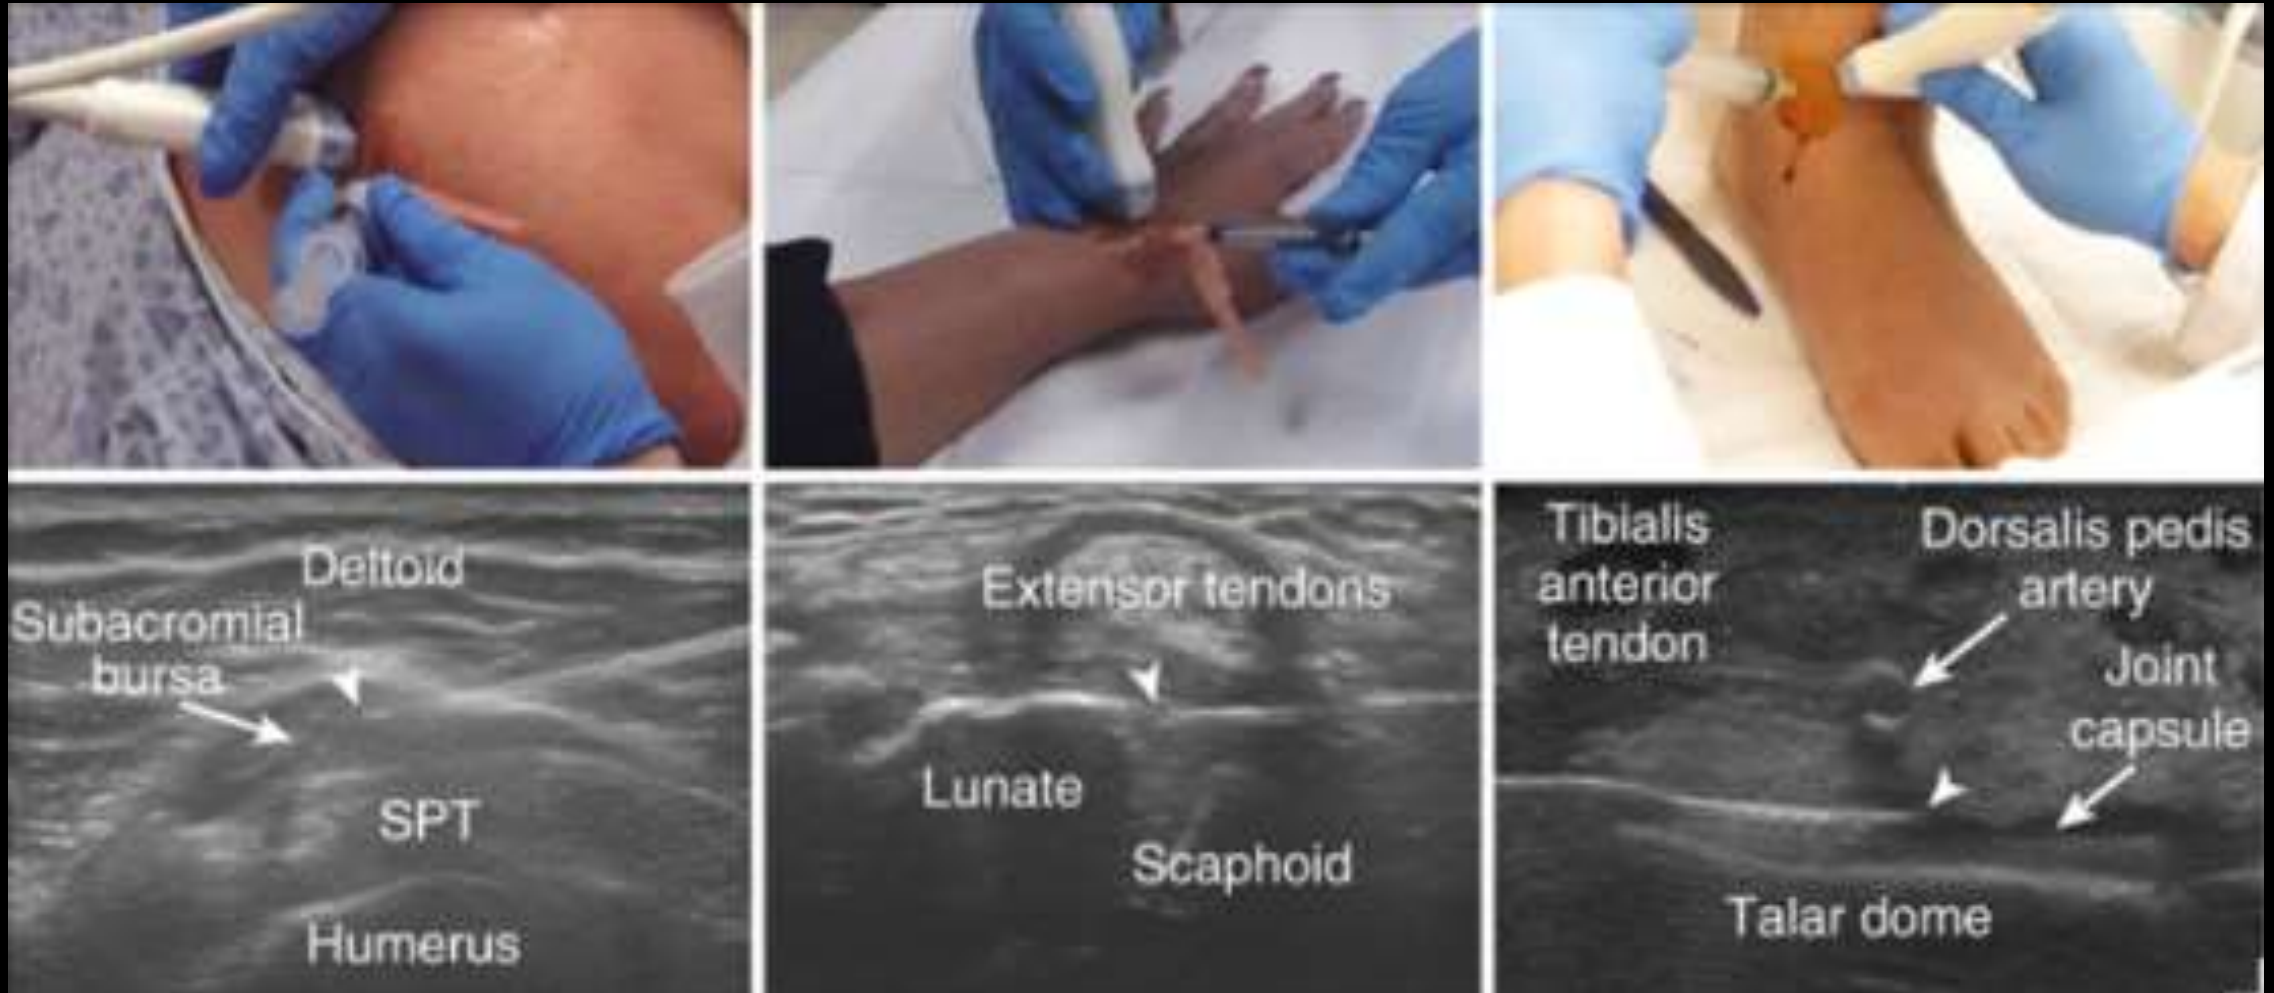 Deltoid
Subacromial
bursa
SPT
Humerus
Extensor tendons
Lunate
Scaphoid
Tibialis
anterior
tendon
Dorsalis pedis
artery
Joint
capsule
Talar dome